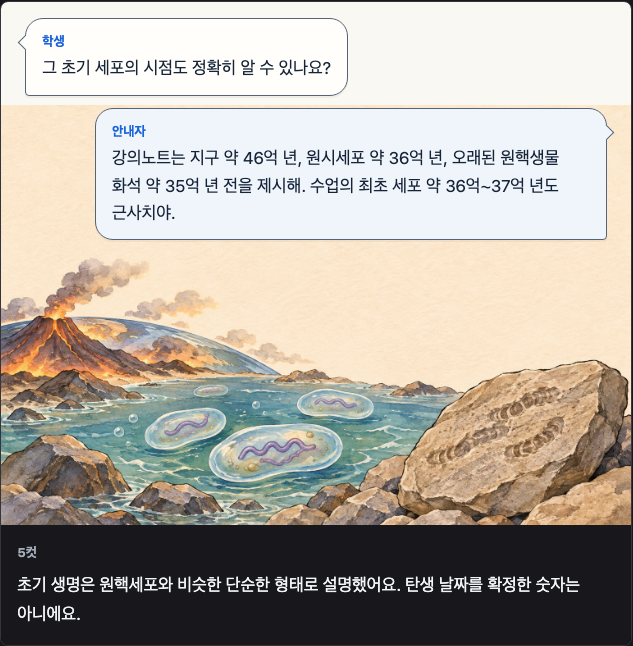 학생
그 초기 세포의 시점도 정확히 알 수 있나요?
안내자
강의노트는 지구 약 46억 년, 원시세포 약 36억 년, 오래된 원핵생물
화석 약 35억 년 전을 제시해. 수업의 최초 세포 약 36억~37억 년도
근사치야.
5컷
초기 생명은 원핵세포와 비슷한 단순한 형태로 설명했어요. 탄생 날짜를 확정한 숫자는
아니에요.